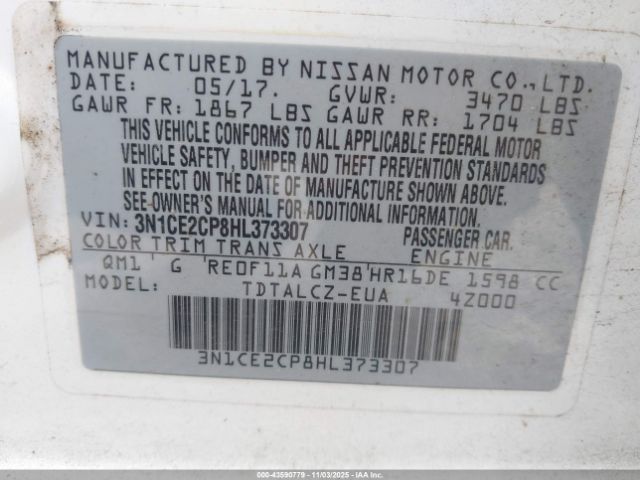 MANUFACTURED BY NISSAN MOTOR CO., LTD.
DATE: 05/17. GVWR: 3470 LBS
GAWR FR: 1867 LBS GAWR RR: 1704 LBS
THIS VEHICLE CONFORMS TO ALL APPLICABLE FEDERAL MOTOR
VEHICLE SAFETY, BUMPER AND THEFT PREVENTION STANDARDS
IN EFFECT ON THE DATE OF MANUFACTURE SHOWN ABOVE.
SEE-OWNER'S MANUAL FOR ADDITIONAL INFORMATION.
VIN: 3N1CE2CP8HL373307 PASSENGER CAR.
COLOR TRIM TRANS AXLE ENGINE
QM1 G RE0F11A GM38 HR16DE 1598 CC
MODEL: TDTALCZ-EUA 4Z000
3N1CE2CP8HL373307
000-43590779 - 11/03/2025 - IAAI.com